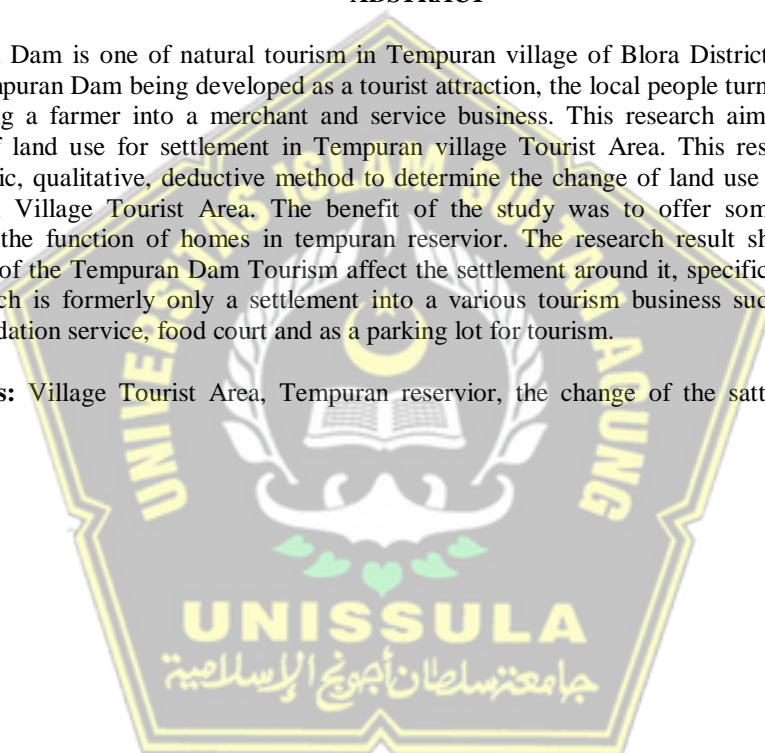 ABSTRACT
Dam is one of natural tourism in Tempuran village of Blora District
npuran Dam being developed as a tourist attraction, the local people turn
g a farmer into a merchant and service business. This research aim
f land use for settlement in Tempuran village Tourist Area. This res
ic, qualitative, deductive method to determine the change of land use
Village Tourist Area. The benefit of the study was to offer som
the function of homes in tempuran reservior. The research result sh
of the Tempuran Dam Tourism affect the settlement around it, specific
ch is formerly only a settlement into a various tourism business suc
dation service, food court and as a parking lot for tourism.
s: Village Tourist Area, Tempuran reservior, the change of the satt
UNIVERSITAS ISLAM SULTAN AGUNG
UNISSULA
جامعتسلطان أجونج الإسلامية